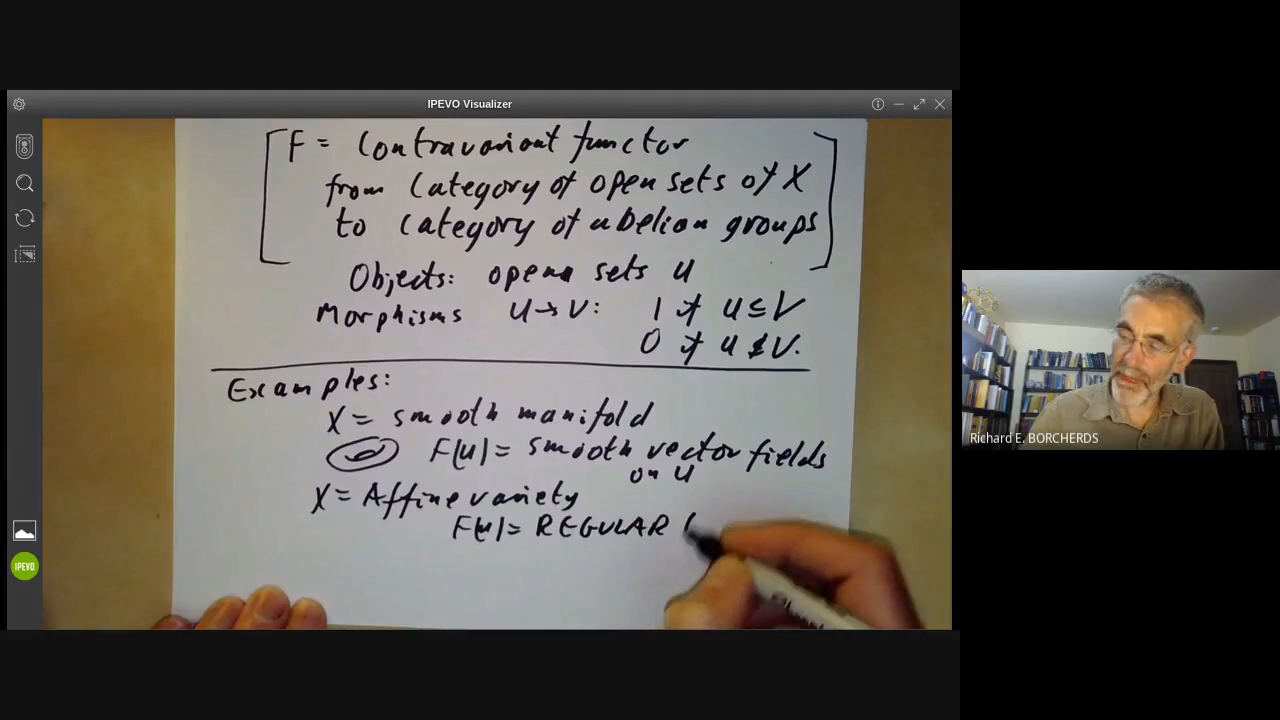 IPEVO Visualizer
F = Contravariant functor
from Category of open sets of X
to category of abelian groups
Objects: open sets U
Morphisms U → V: 1 if U ⊆ V
0 if U ⊈ V.
Examples:
X = smooth manifold
F(U) = smooth vector fields
on U
X = Affine variety
F(U) = REGULAR
IPEVO
Richard E. BORCHERDS